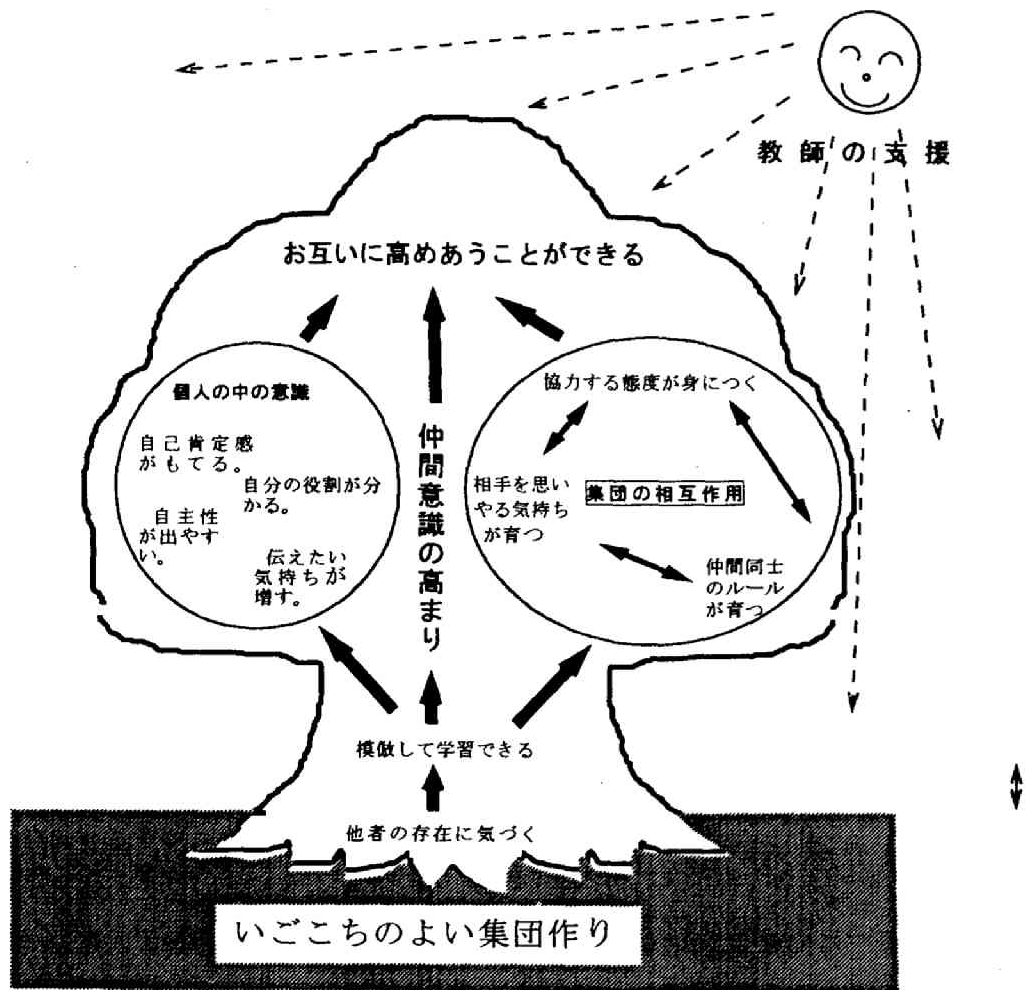 教師の支援
お互いに高めあうことができる
個人の中の意識
自己肯定感
がもてる。
自分の役割が分
かる。
自主性
が出やす
い。
伝えたい
気持ちが
増す。
仲間意識の高まり
協力する態度が身につく
相手を思い
やる気持ち
が育つ
集団の相互作用
仲間同士
のルール
が育つ
模倣して学習できる
他者の存在に気づく
いごこちのよい集団作り